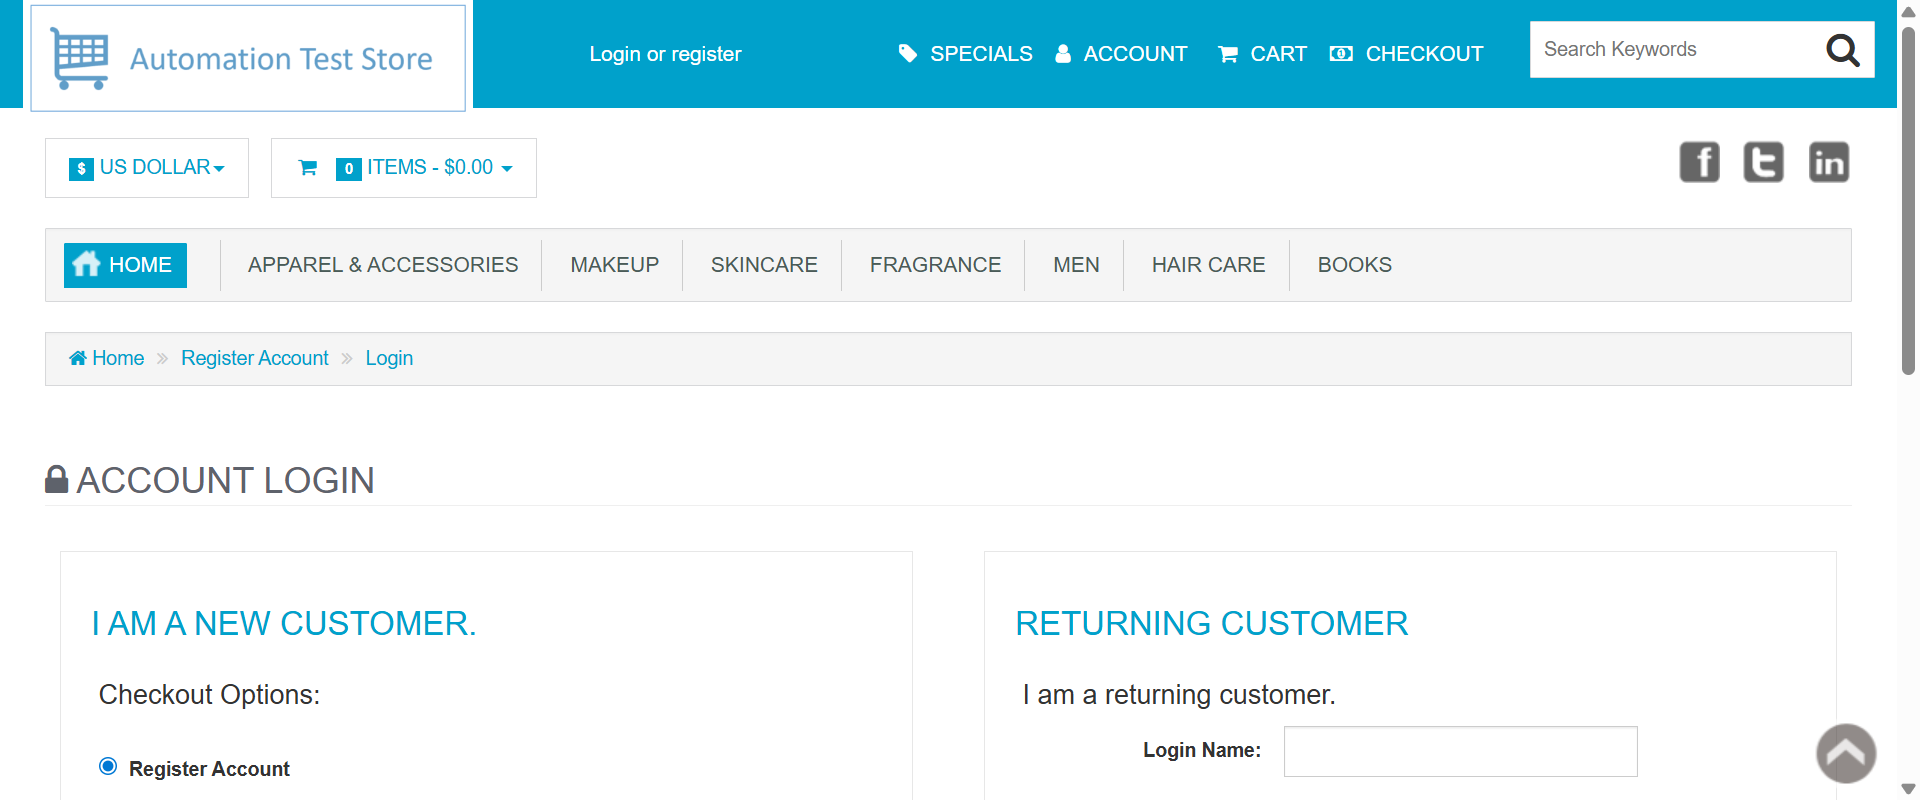 Automation Test Store
Login or register
SPECIALS
ACCOUNT
CART
CHECKOUT
Search Keywords
$ US DOLLAR
0 ITEMS - $0.00
f
t
in
HOME
APPAREL & ACCESSORIES
MAKEUP
SKINCARE
FRAGRANCE
MEN
HAIR CARE
BOOKS
Home » Register Account » Login
ACCOUNT LOGIN
I AM A NEW CUSTOMER.
Checkout Options:
Register Account
RETURNING CUSTOMER
I am a returning customer.
Login Name: